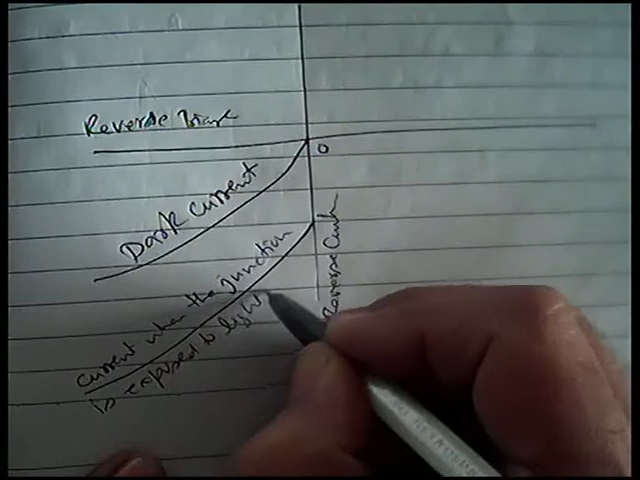 Reverse bias
0
Dark current
Reverse Curr
current when the junction
is exposed to light